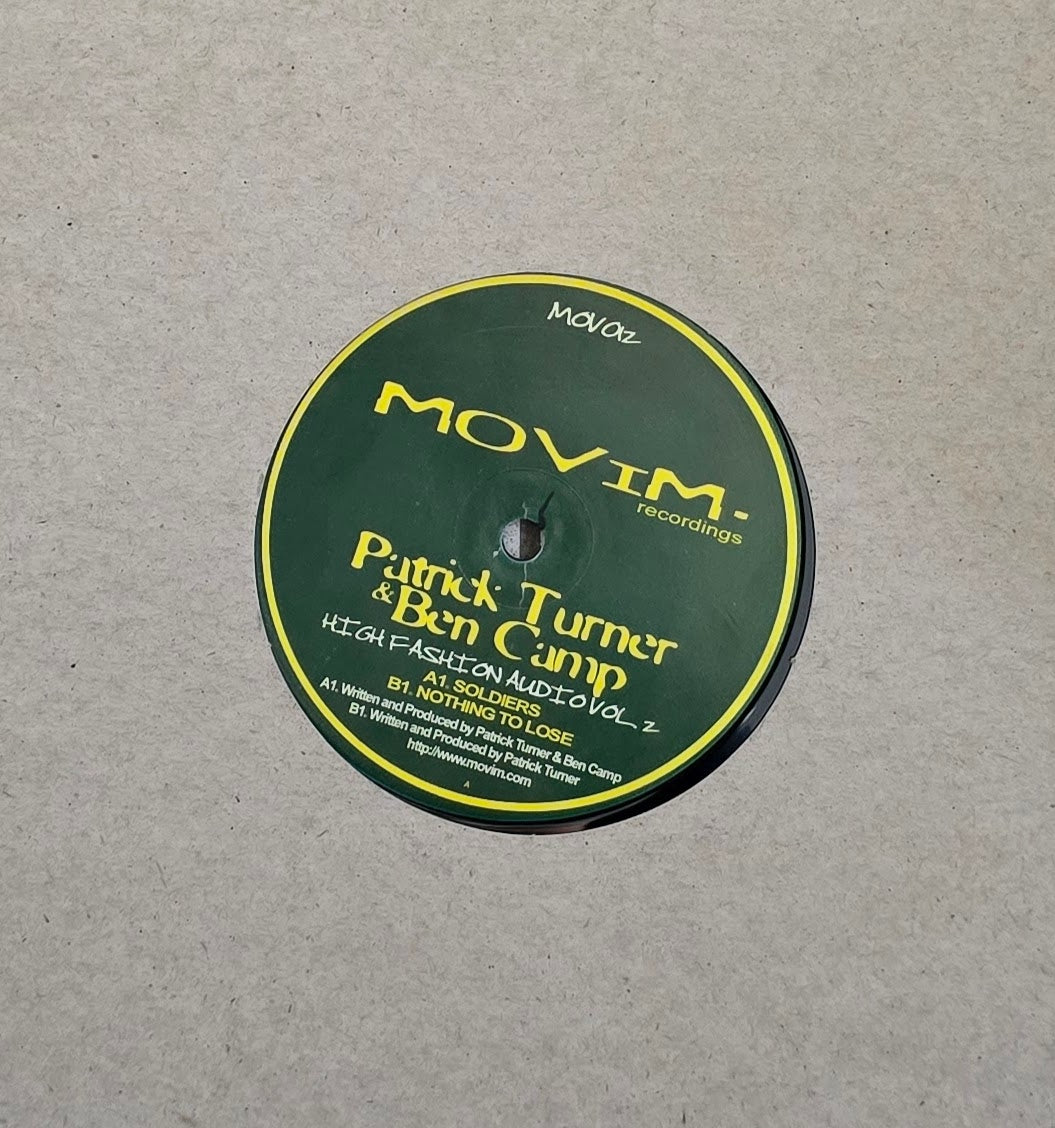 MOV02
MOViM.
recordings
Patrick Turner
& Ben Camp
HIGH FASHION AUDIO VOL 2
A1. SOLDIERS
B1. NOTHING TO LOSE
A1. Written and Produced by Patrick Turner & Ben Camp
B1. Written and Produced by Patrick Turner
http://www.movim.com
A